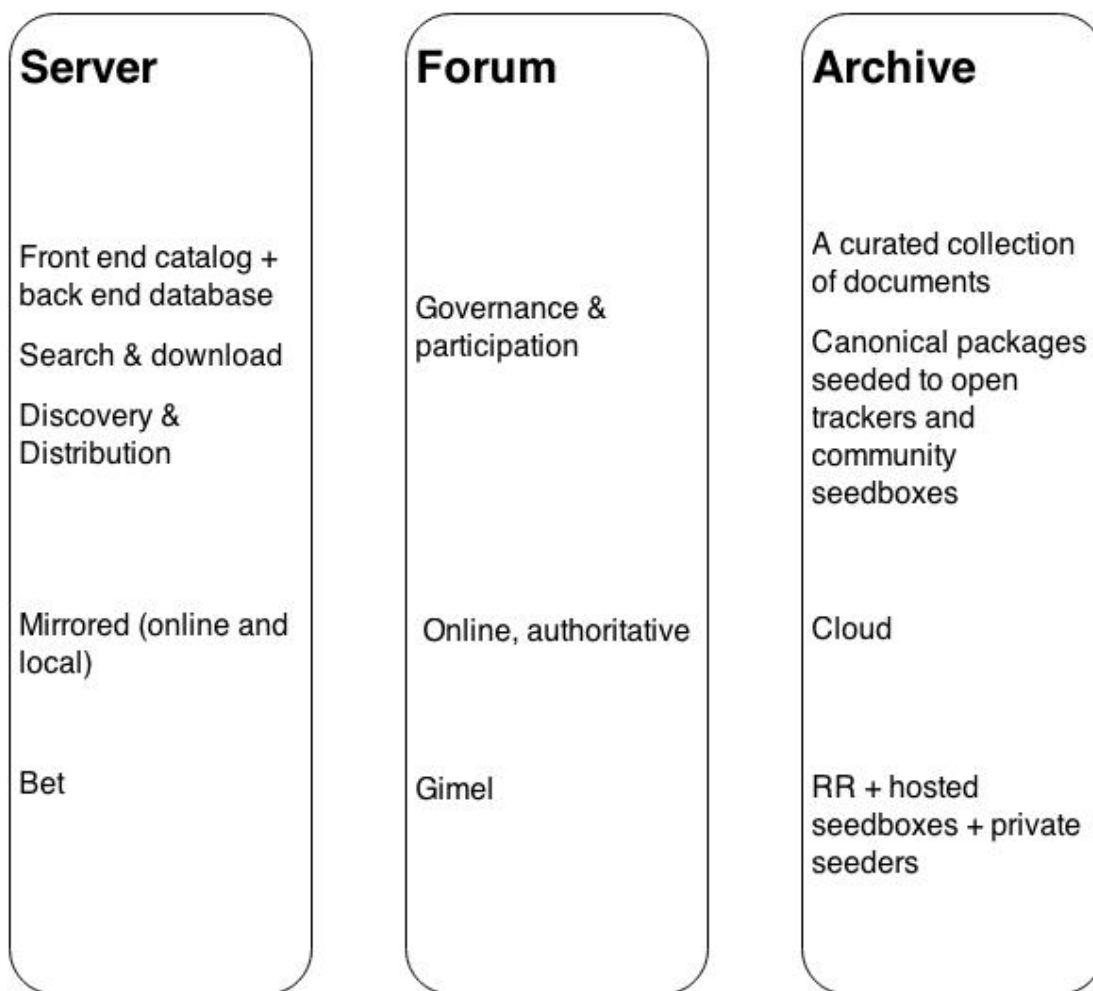 Server
Front end catalog +
back end database
Search & download
Discovery &
Distribution
Mirrored (online and
local)
Bet
Forum
Governance &
participation
Online, authoritative
Gimel
Archive
A curated collection
of documents
Canonical packages
seeded to open
trackers and
community
seedboxes
Cloud
RR + hosted
seedboxes + private
seeders